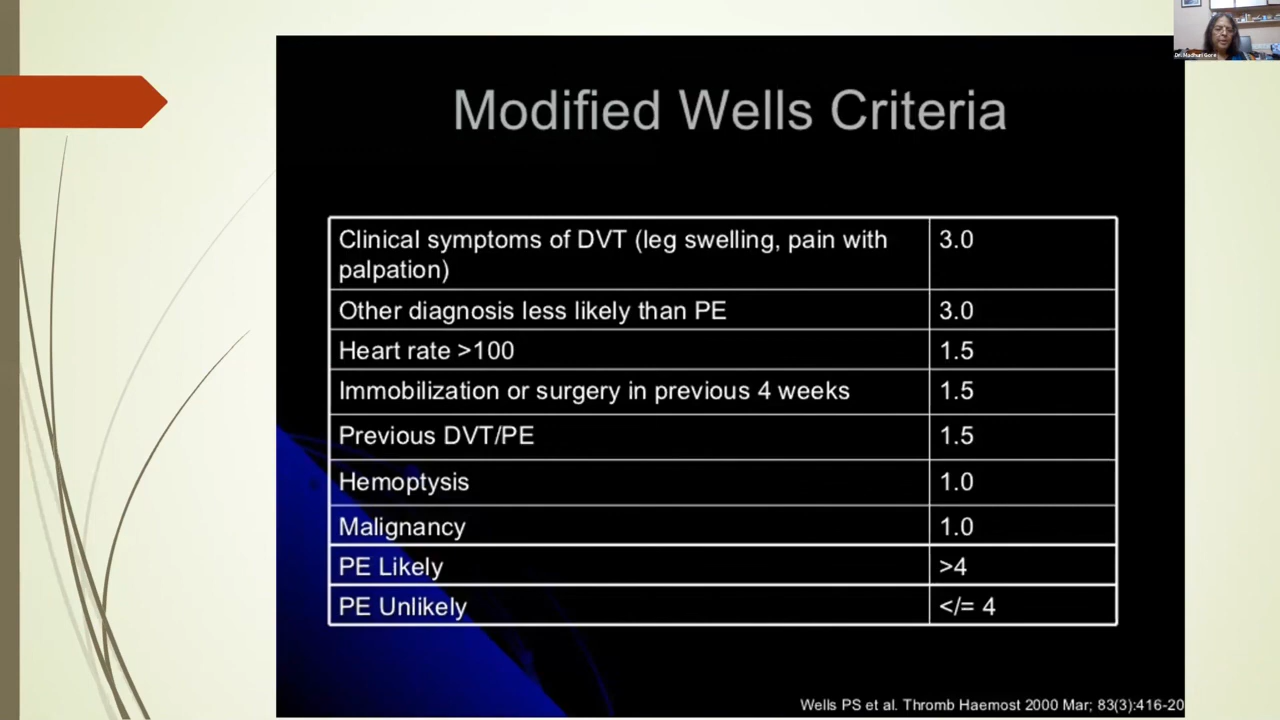 Modified Wells Criteria
Clinical symptoms of DVT (leg swelling, pain with 3.0
palpation)
Other diagnosis less likely than PE 3.0
Heart rate >100 1.5
Immobilization or surgery in previous 4 weeks 1.5
Previous DVT/PE 1.5
Hemoptysis 1.0
Malignancy 1.0
PE Likely >4
PE Unlikely </= 4
Wells PS et al. Thromb Haemost 2000 Mar; 83(3):416-20
Dr. Madhuri Gore